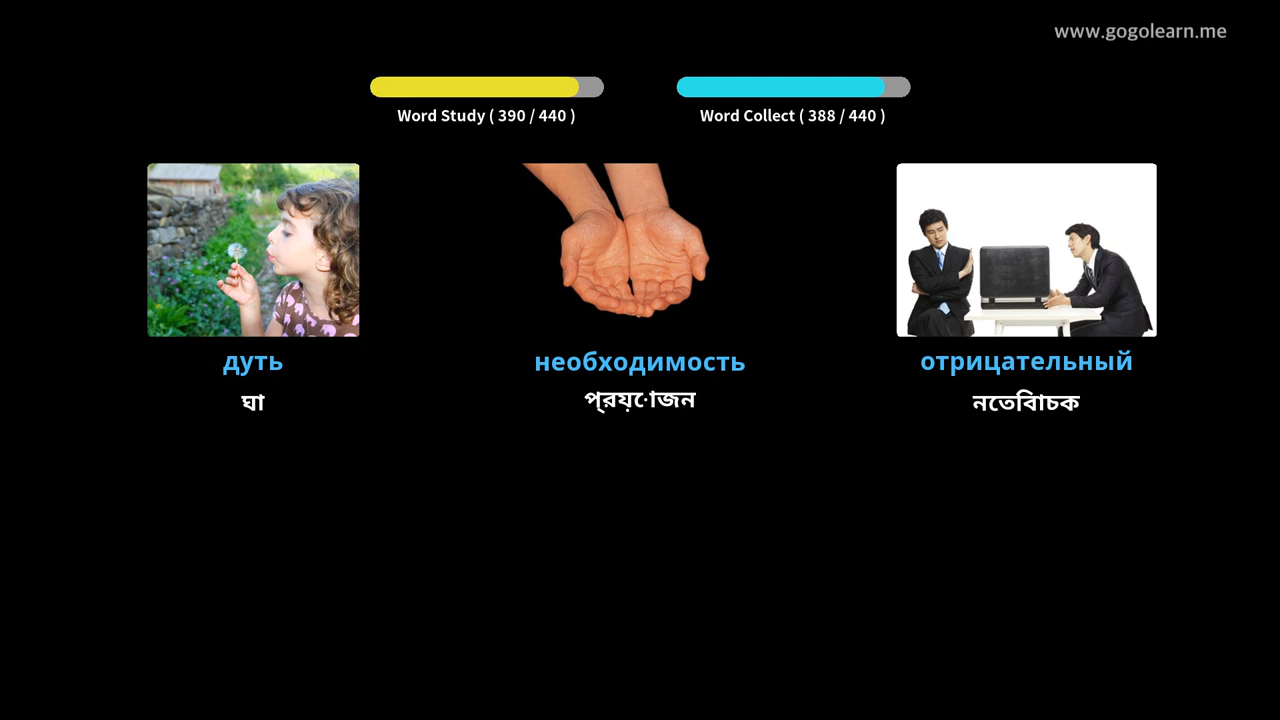 www.gogolearn.me
Word Study ( 390 / 440 )
Word Collect ( 388 / 440 )
дуть
необходимость
отрицательный
ঘা
প্রয়োজন
নেতিবাচক